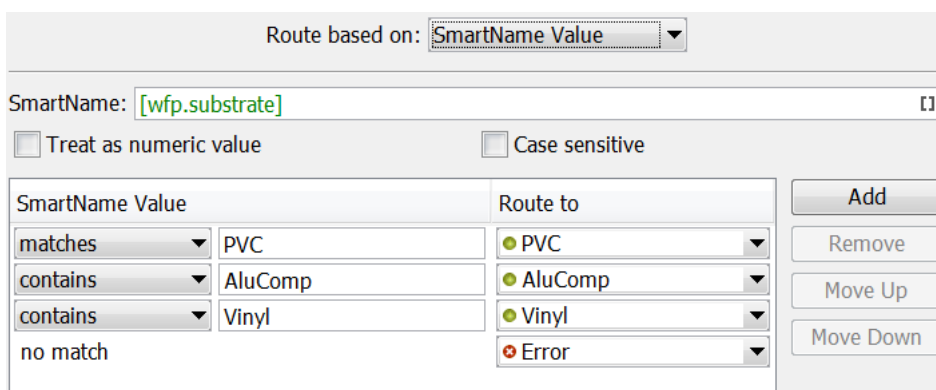 Route based on: SmartName Value
SmartName: [wfp.substrate] []
Treat as numeric value Case sensitive
SmartName Value Route to Add
matches PVC PVC Remove
contains AluComp AluComp Move Up
contains Vinyl Vinyl Move Down
no match Error